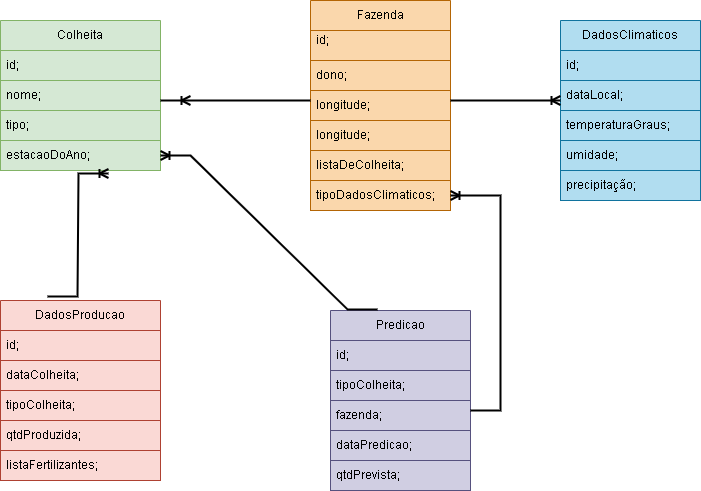 Colheita
id;
nome;
tipo;
estacaoDoAno;
Fazenda
id;
dono;
longitude;
longitude;
listaDeColheita;
tipoDadosClimaticos;
DadosClimaticos
id;
dataLocal;
temperaturaGraus;
umidade;
precipitação;
DadosProducao
id;
dataColheita;
tipoColheita;
qtdProduzida;
listaFertilizantes;
Predicao
id;
tipoColheita;
fazenda;
dataPredicao;
qtdPrevista;